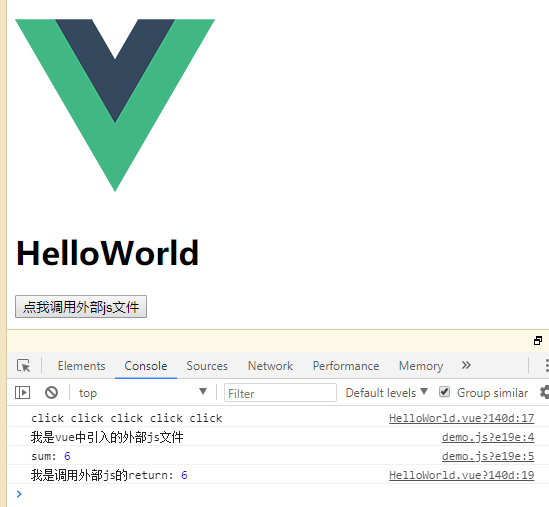 HelloWorld
点我调用外部js文件
Elements Console Sources Network Performance Memory »
top Filter Default levels Group similar
click click click click click HelloWorld.vue?140d:17
我是vue中引入的外部js文件 demo.js?e19e:4
sum: 6 demo.js?e19e:5
我是调用外部js的return: 6 HelloWorld.vue?140d:19
>